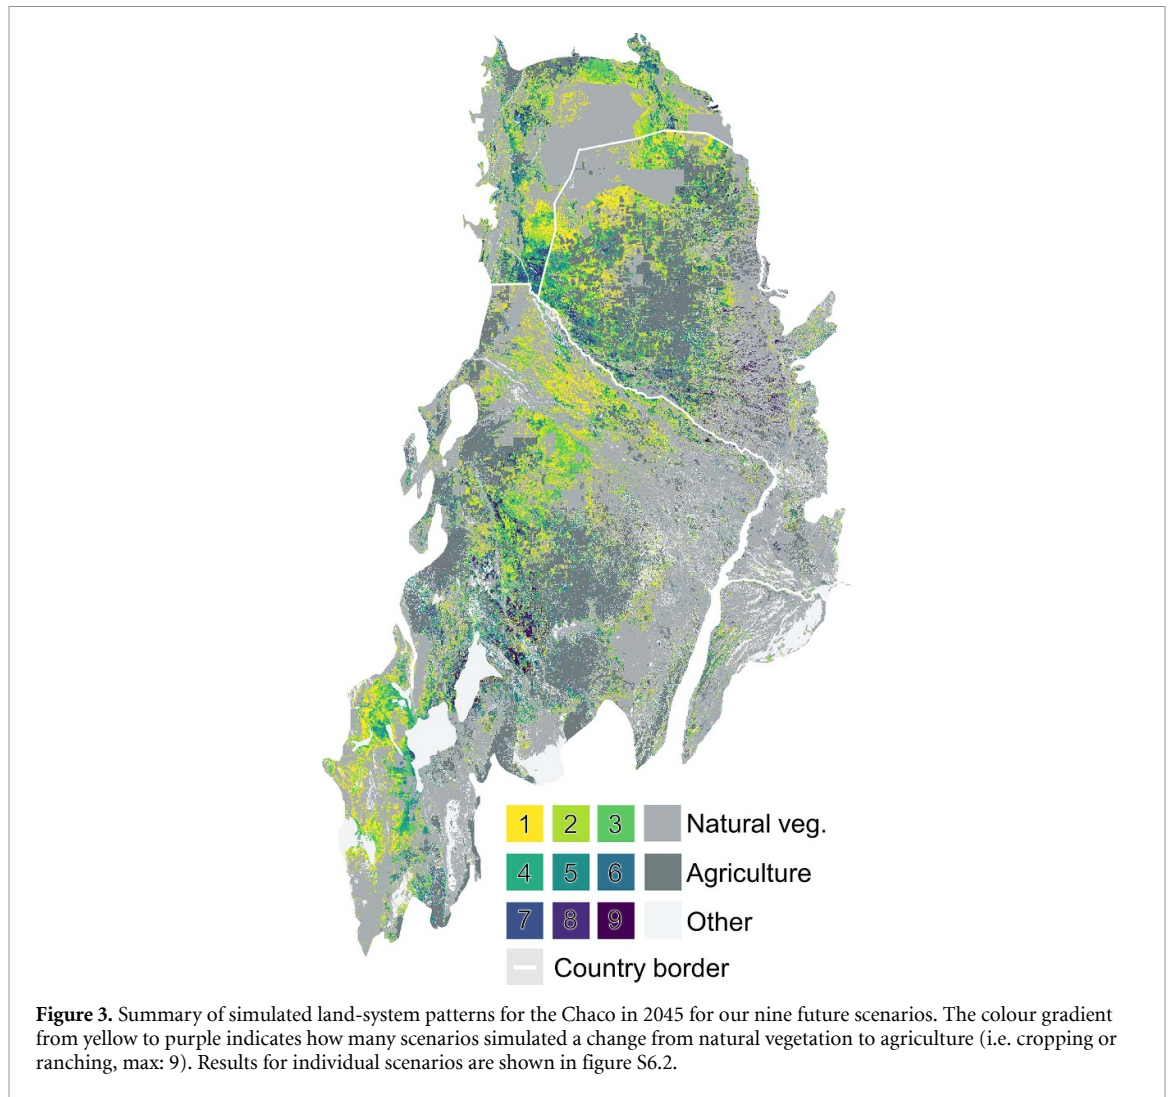 1 2 3 Natural veg.
4 5 6 Agriculture
7 8 9 Other
Country border
Figure 3. Summary of simulated land-system patterns for the Chaco in 2045 for our nine future scenarios. The colour gradient
from yellow to purple indicates how many scenarios simulated a change from natural vegetation to agriculture (i.e. cropping or
ranching, max: 9). Results for individual scenarios are shown in figure S6.2.